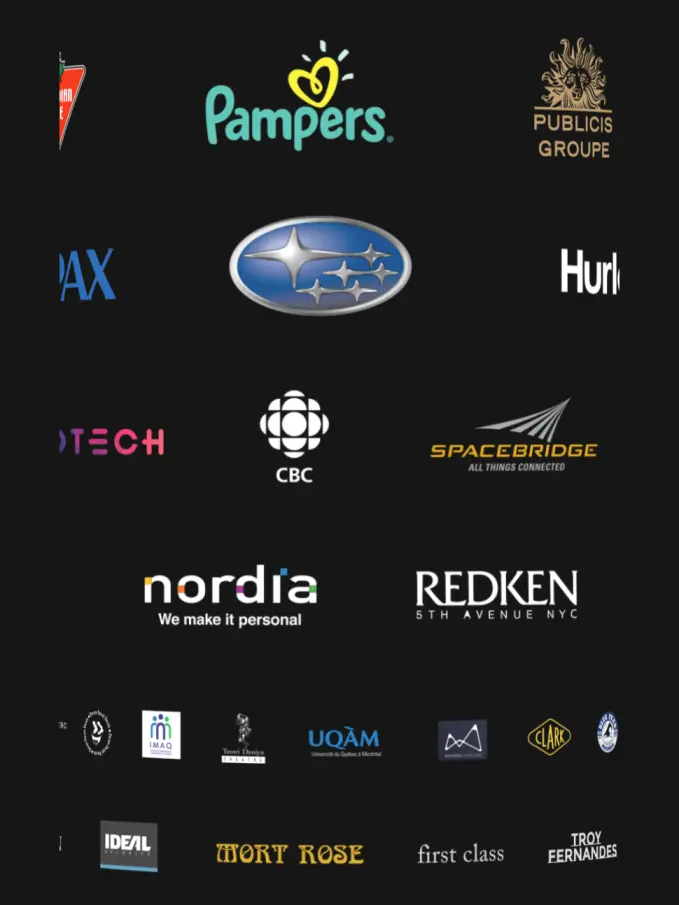 Pampers®
PUBLICIS
GROUPE
PAX
Hurl
TECH
CBC
SPACEBRIDGE
ALL THINGS CONNECTED
nordia
We make it personal
REDKEN
5TH AVENUE NYC
IMAQ
Teesri Duniya
THEATRE
UQÀM
Université du Québec à Montréal
CLARK
IDEAL
SECURITY
MORT ROSE
first class
TROY
FERNANDES